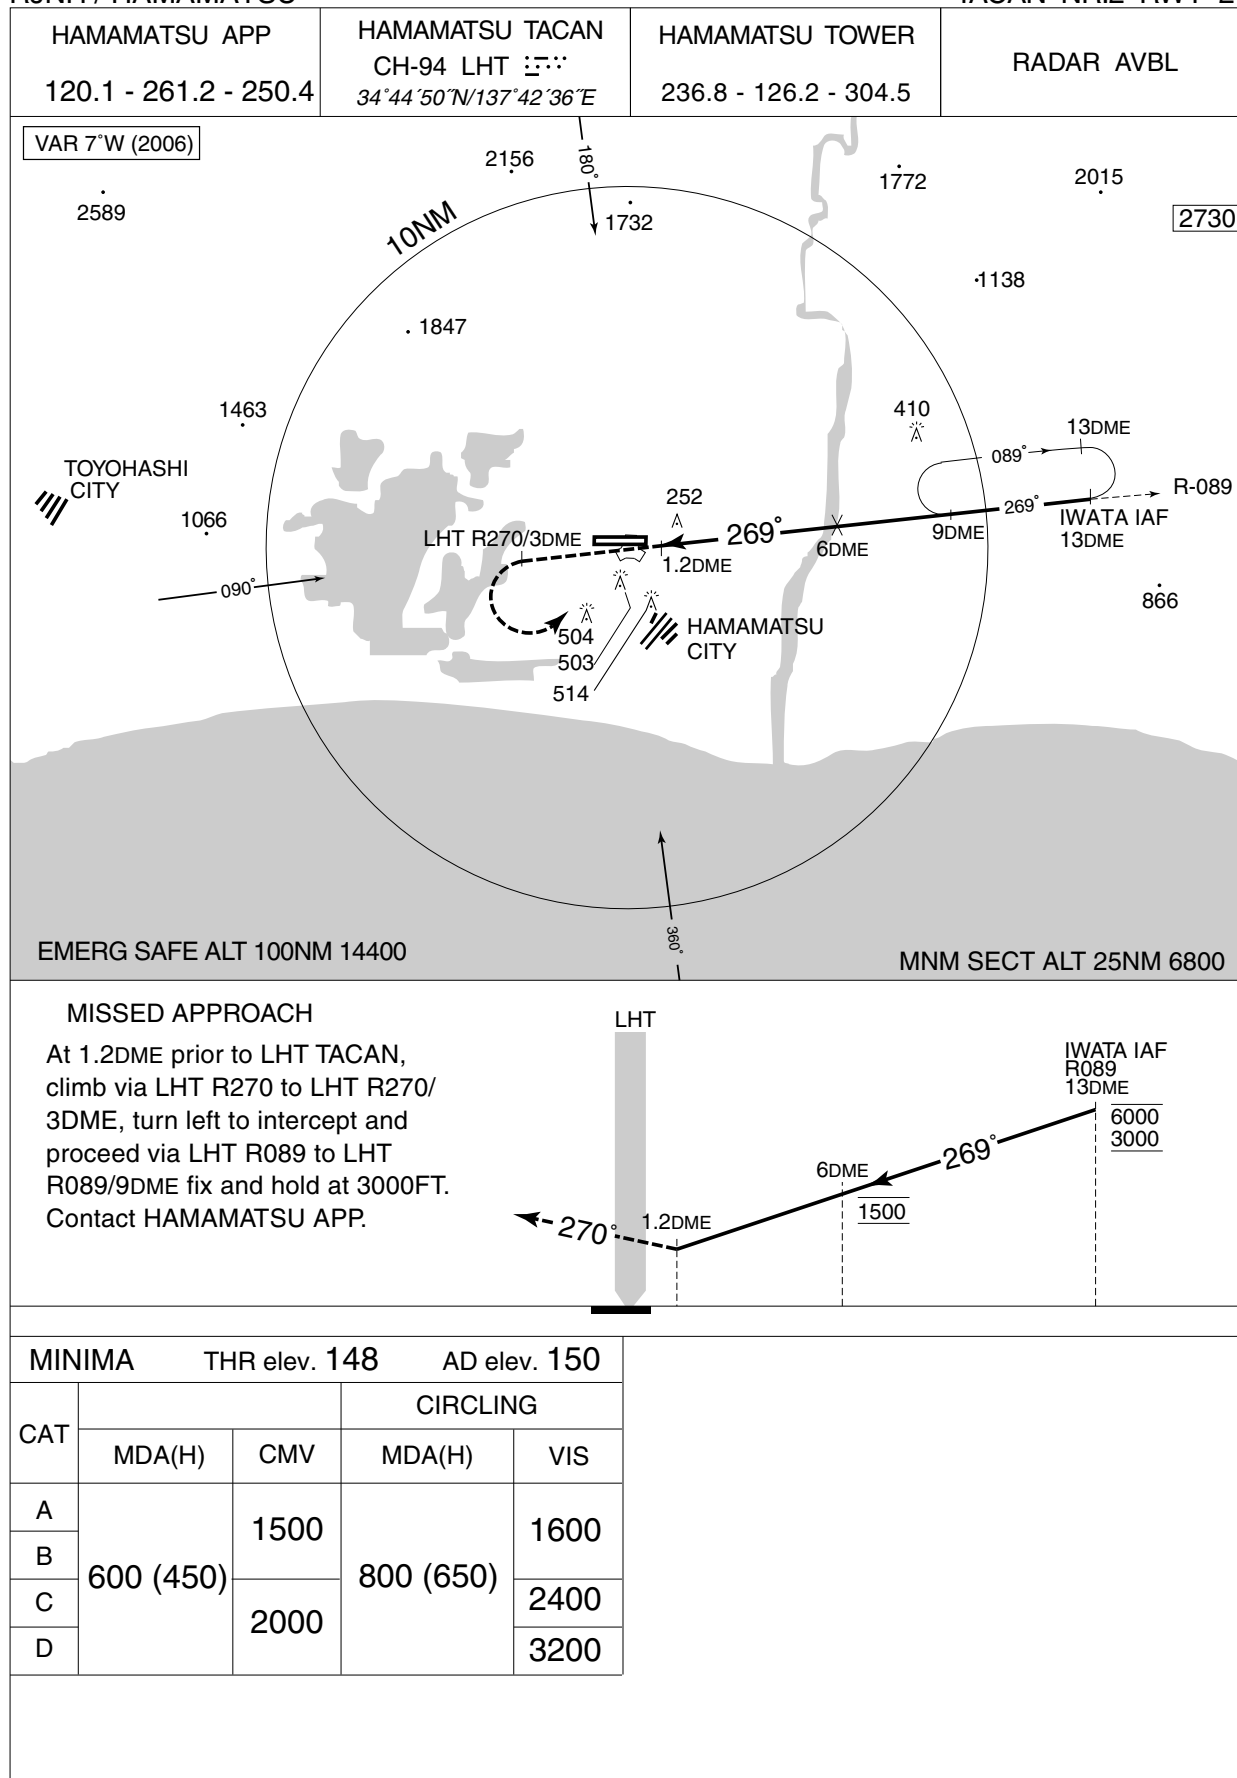 HAMAMATSU APP
120.1 - 261.2 - 250.4
HAMAMATSU TACAN
CH-94 LHT
34°44´50˝N/137°42´36˝E
HAMAMATSU TOWER
236.8 - 126.2 - 304.5
RADAR AVBL
VAR 7°W (2006)
2589
2156
180°
1732
1772
2015
2730
10NM
1138
1847
1463
410
13DME
089°
R-089
TOYOHASHI
CITY
1066
252
LHT R270/3DME
269°
269°
6DME
9DME
IWATA IAF
13DME
1.2DME
090°
866
504
503
514
HAMAMATSU
CITY
360°
EMERG SAFE ALT 100NM 14400
MNM SECT ALT 25NM 6800
MISSED APPROACH
At 1.2DME prior to LHT TACAN,
climb via LHT R270 to LHT R270/
3DME, turn left to intercept and
proceed via LHT R089 to LHT
R089/9DME fix and hold at 3000FT.
Contact HAMAMATSU APP.
LHT
IWATA IAF
R089
13DME
6000
3000
269°
6DME
1500
1.2DME
270°
MINIMA THR elev. 148 AD elev. 150
CAT
CIRCLING
MDA(H) CMV MDA(H) VIS
A
B
C
D
600 (450)
1500
2000
800 (650)
1600
2400
3200